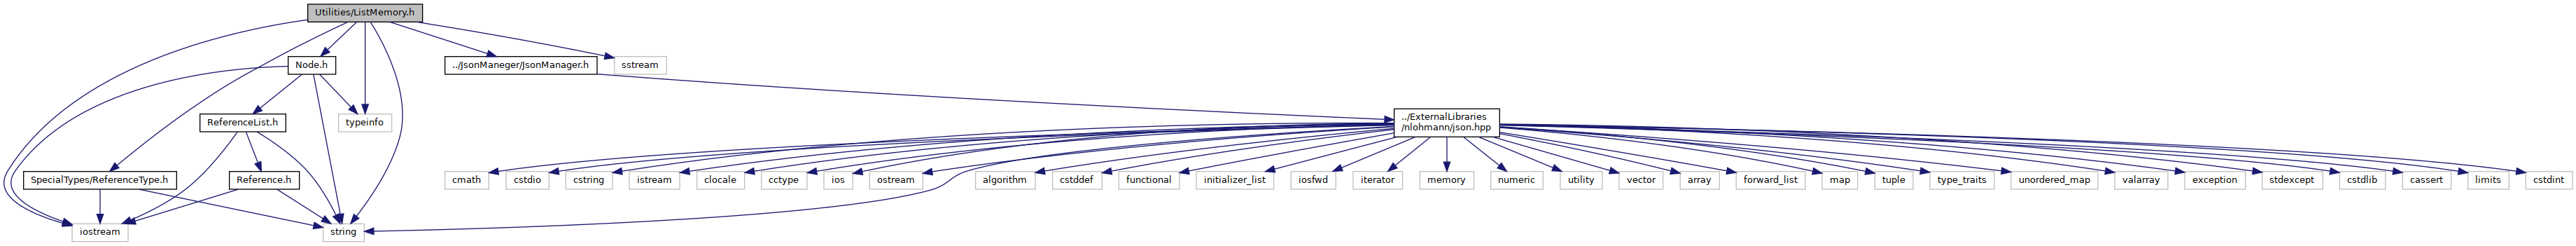 Utilities/ListMemory.h
Node.h
../JsonManeger/JsonManager.h
sstream
ReferenceList.h
typeinfo
../ExternalLibraries
/nlohmann/json.hpp
SpecialTypes/ReferenceType.h
Reference.h
cmath
cstdio
cstring
istream
clocale
cctype
ios
ostream
algorithm
cstddef
functional
initializer_list
iosfwd
iterator
memory
numeric
utility
vector
array
forward_list
map
tuple
type_traits
unordered_map
valarray
exception
stdexcept
cstdlib
cassert
limits
cstdint
iostream
string